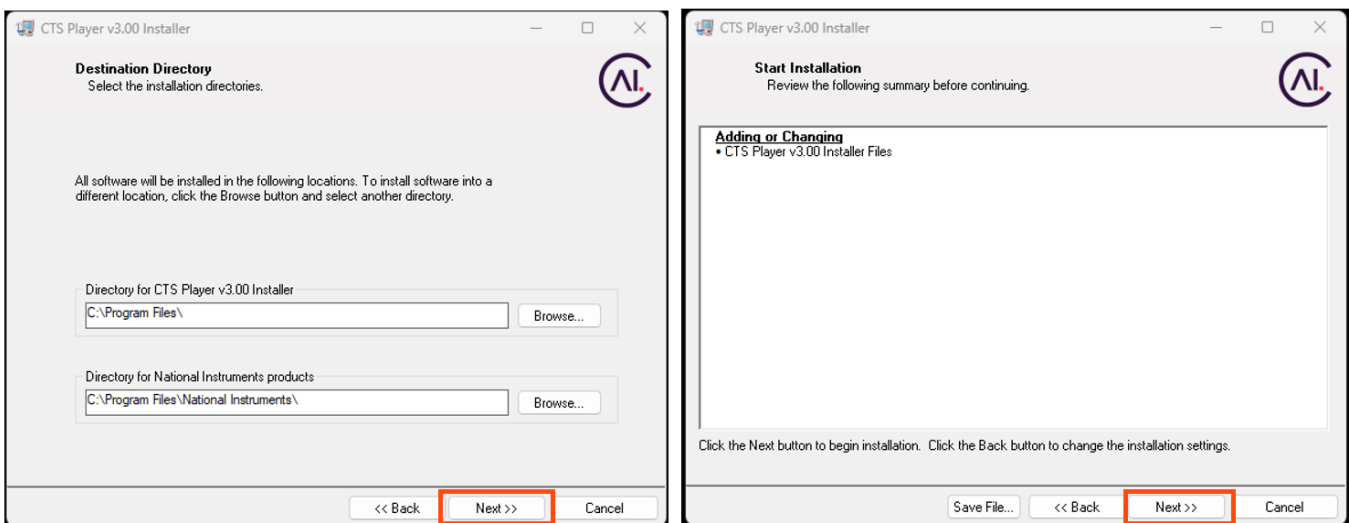 CTS Player v3.00 Installer
Destination Directory
Select the installation directories.
AI.
All software will be installed in the following locations. To install software into a
different location, click the Browse button and select another directory.
Directory for CTS Player v3.00 Installer
C:\Program Files\
Browse...
Directory for National Instruments products
C:\Program Files\National Instruments\
Browse...
<< Back
Next >>
Cancel
CTS Player v3.00 Installer
Start Installation
Review the following summary before continuing.
AI.
Adding or Changing
• CTS Player v3.00 Installer Files
Click the Next button to begin installation. Click the Back button to change the installation settings.
Save File...
<< Back
Next >>
Cancel